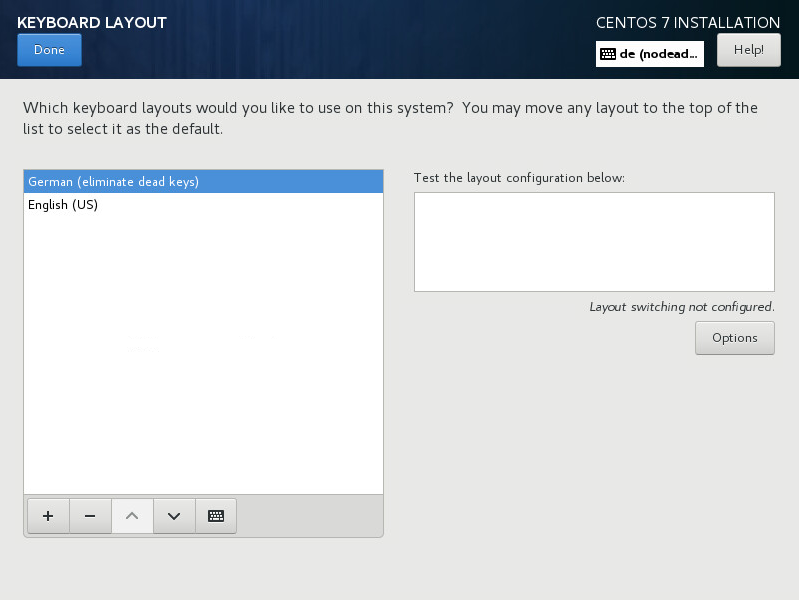 KEYBOARD LAYOUT
CENTOS 7 INSTALLATION
Done
de (nodead...
Help!
Which keyboard layouts would you like to use on this system?  You may move any layout to the top of the
list to select it as the default.
German (eliminate dead keys)
English (US)
Test the layout configuration below:
Layout switching not configured.
Options